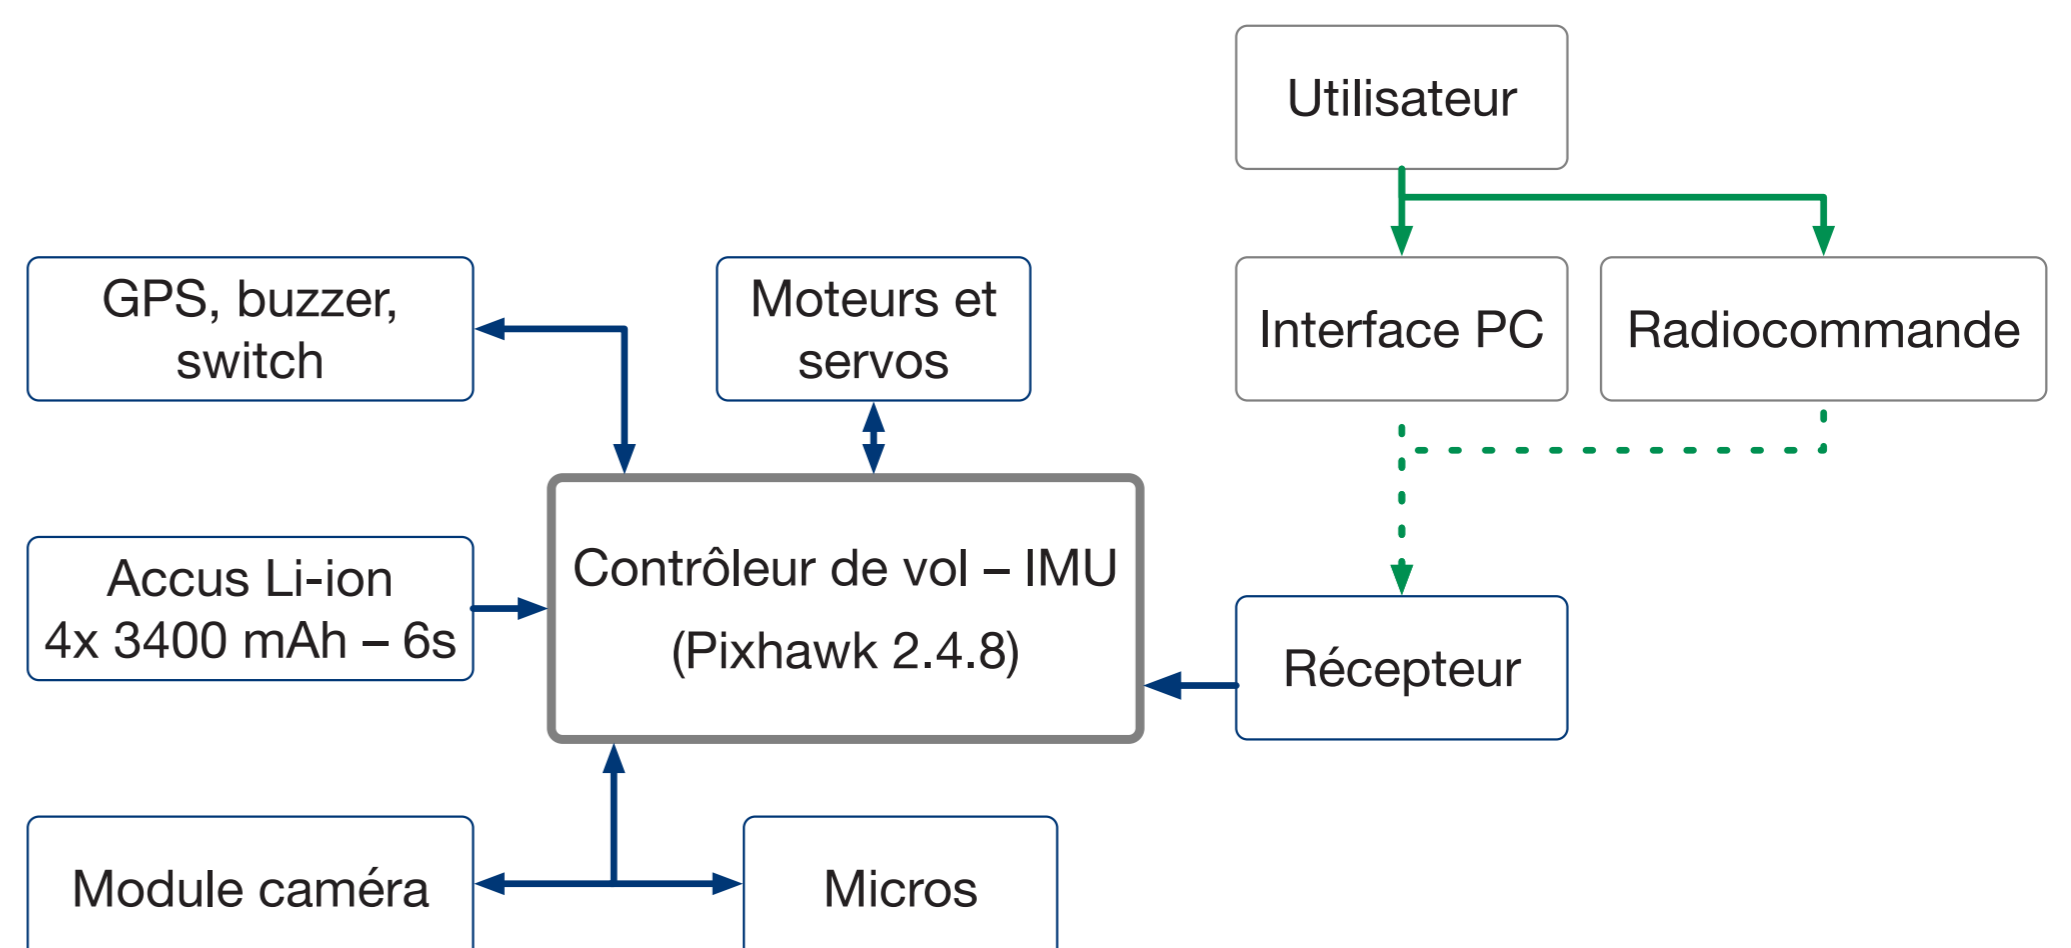 Utilisateur
GPS, buzzer,
switch
Moteurs et
servos
Interface PC
Radiocommande
Accus Li-ion
4x 3400 mAh – 6s
Contrôleur de vol – IMU
(Pixhawk 2.4.8)
Récepteur
Module caméra
Micros